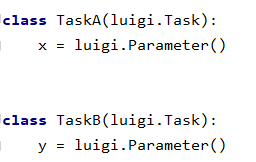 class TaskA(luigi.Task):
    x = luigi.Parameter()
class TaskB(luigi.Task):
    y = luigi.Parameter()